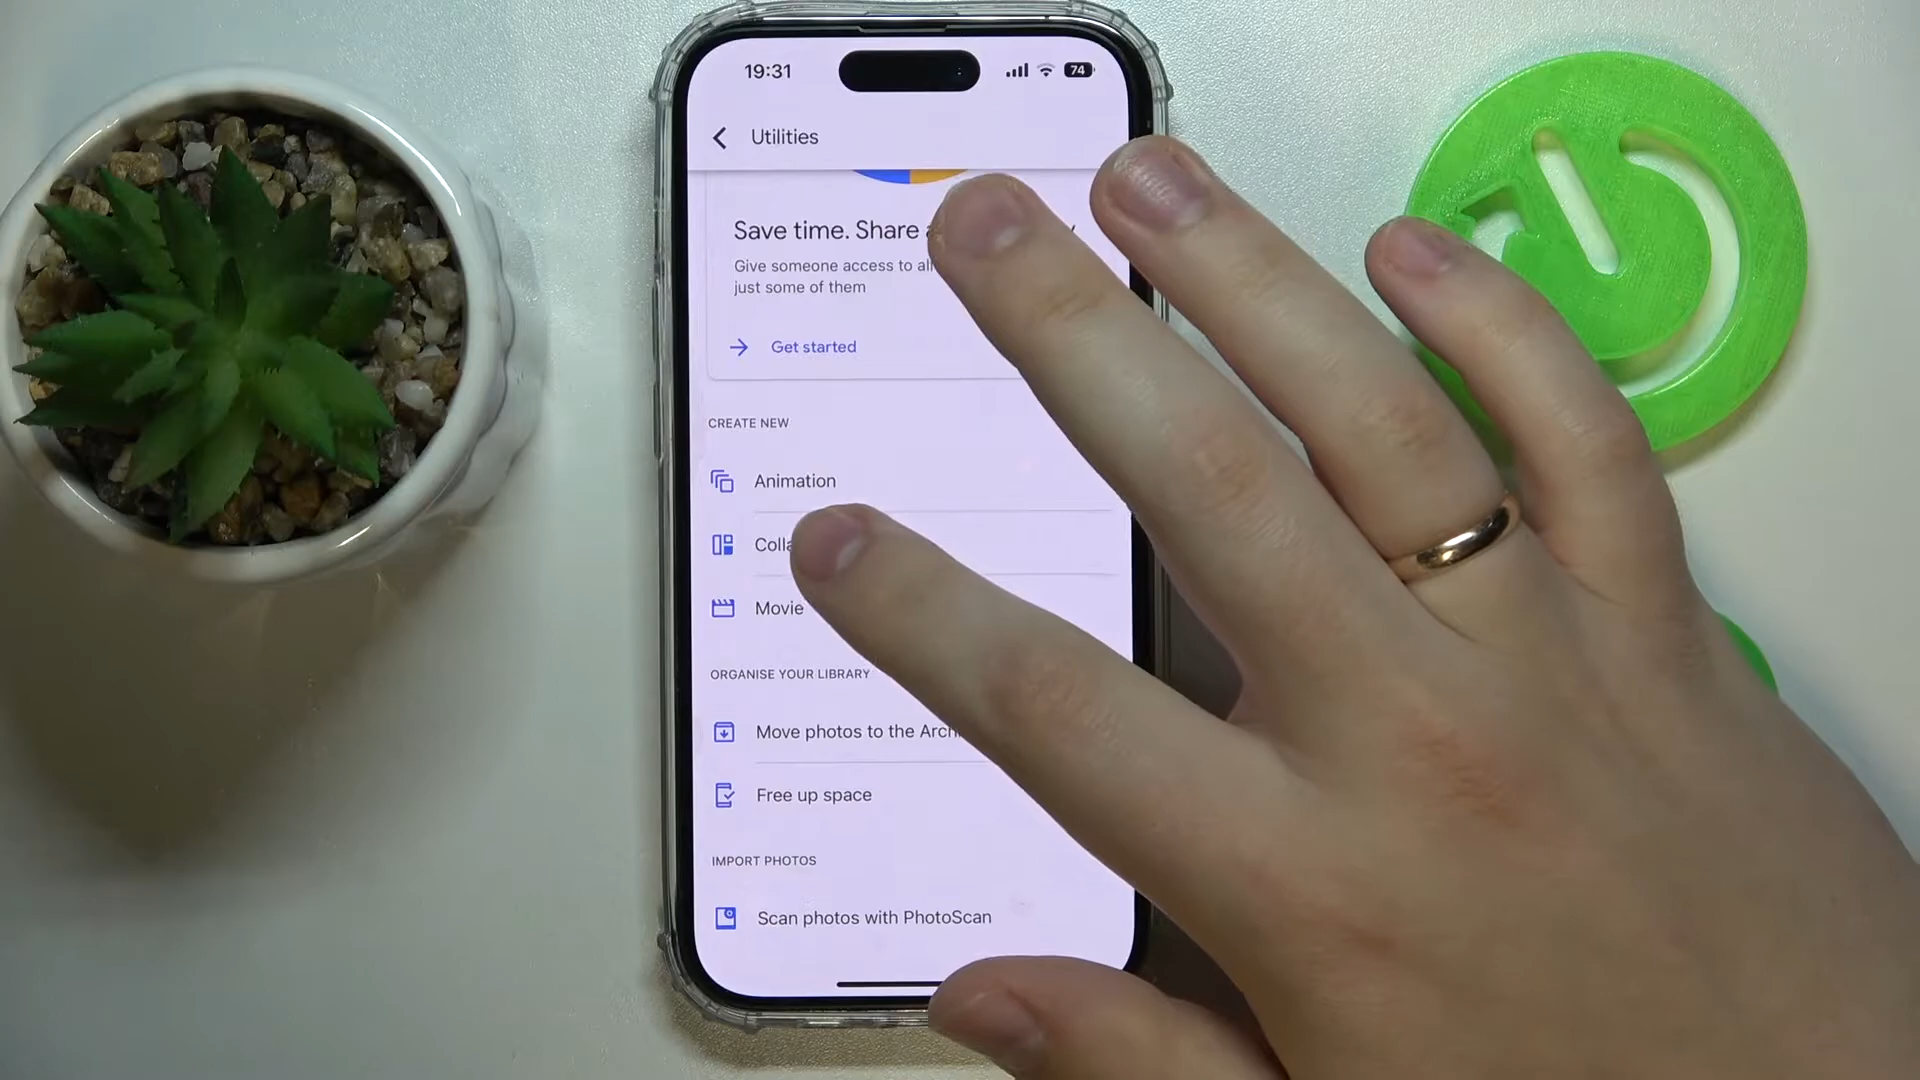 19:31
74
Utilities
Save time. Share
Give someone access to all
just some of them
Get started
CREATE NEW
Animation
Colla
Movie
ORGANISE YOUR LIBRARY
Move photos to the Arch
Free up space
IMPORT PHOTOS
Scan photos with PhotoScan